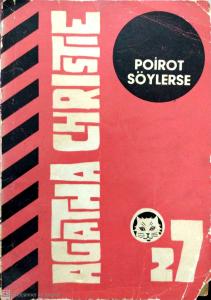 POİROT
SÖYLERSE
AGATHA CHRISTIE
27